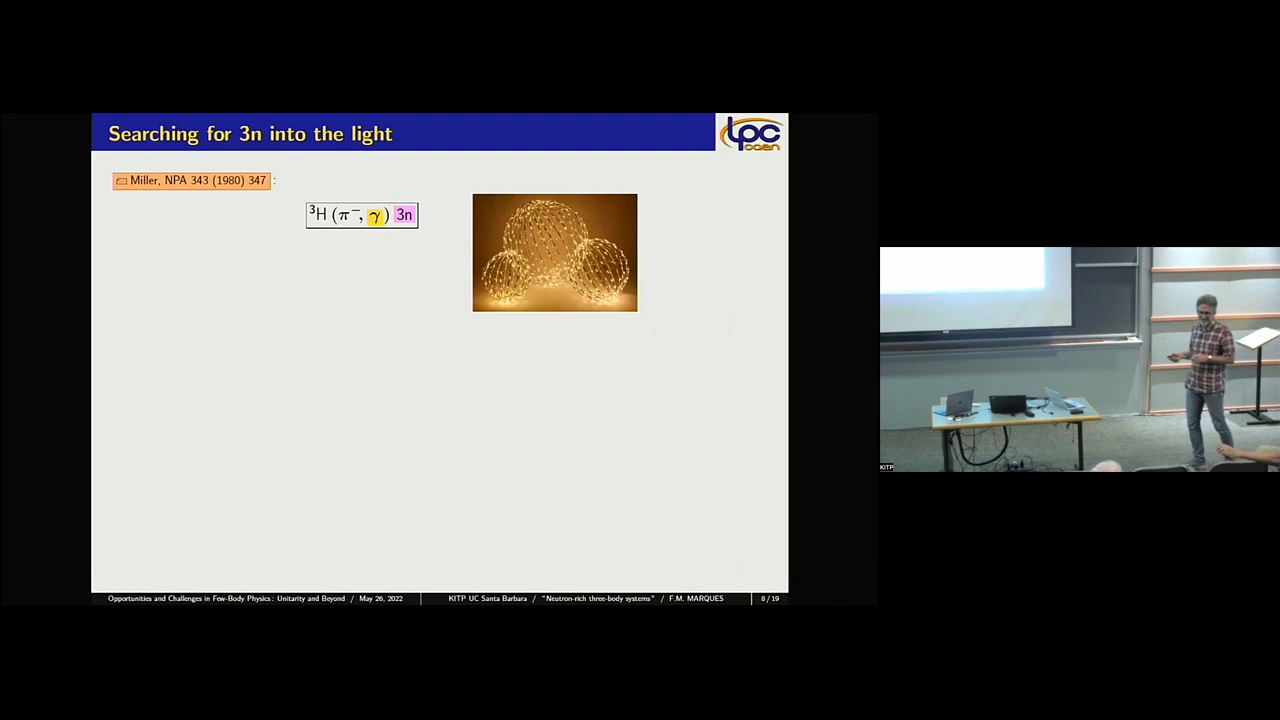 Searching for 3n into the light
LPC
caen
Miller, NPA 343 (1980) 347 :
³H (π⁻, γ) 3n
KITP
Opportunities and Challenges in Few-Body Physics: Unitarity and Beyond / May 26, 2022
KITP UC Santa Barbara / "Neutron-rich three-body systems" / F.M. MARQUES
8 / 19